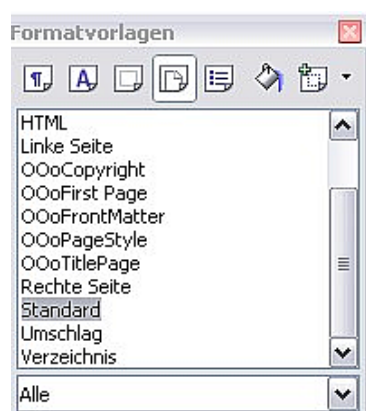 Formatvorlagen
HTML
Linke Seite
OOoCopyright
OOoFirst Page
OOoFrontMatter
OOoPageStyle
OOoTitlePage
Rechte Seite
Standard
Umschlag
Verzeichnis
Alle